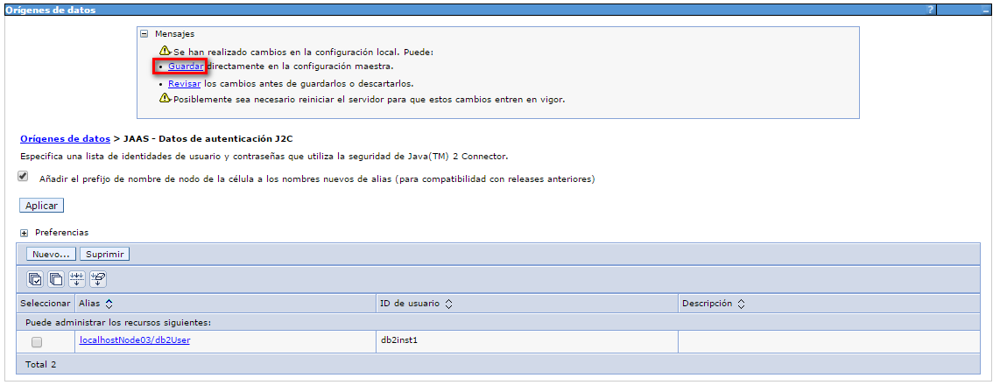 Orígenes de datos ? _
Mensajes
Se han realizado cambios en la configuración local. Puede:
• Guardar directamente en la configuración maestra.
• Revisar los cambios antes de guardarlos o descartarlos.
Posiblemente sea necesario reiniciar el servidor para que estos cambios entren en vigor.
Orígenes de datos > JAAS - Datos de autenticación J2C
Especifica una lista de identidades de usuario y contraseñas que utiliza la seguridad de Java(TM) 2 Connector.
Añadir el prefijo de nombre de nodo de la célula a los nombres nuevos de alias (para compatibilidad con releases anteriores)
Aplicar
Preferencias
Nuevo... Suprimir
Seleccionar Alias ID de usuario Descripción
Puede administrar los recursos siguientes:
localhostNode03/db2User db2inst1
Total 2